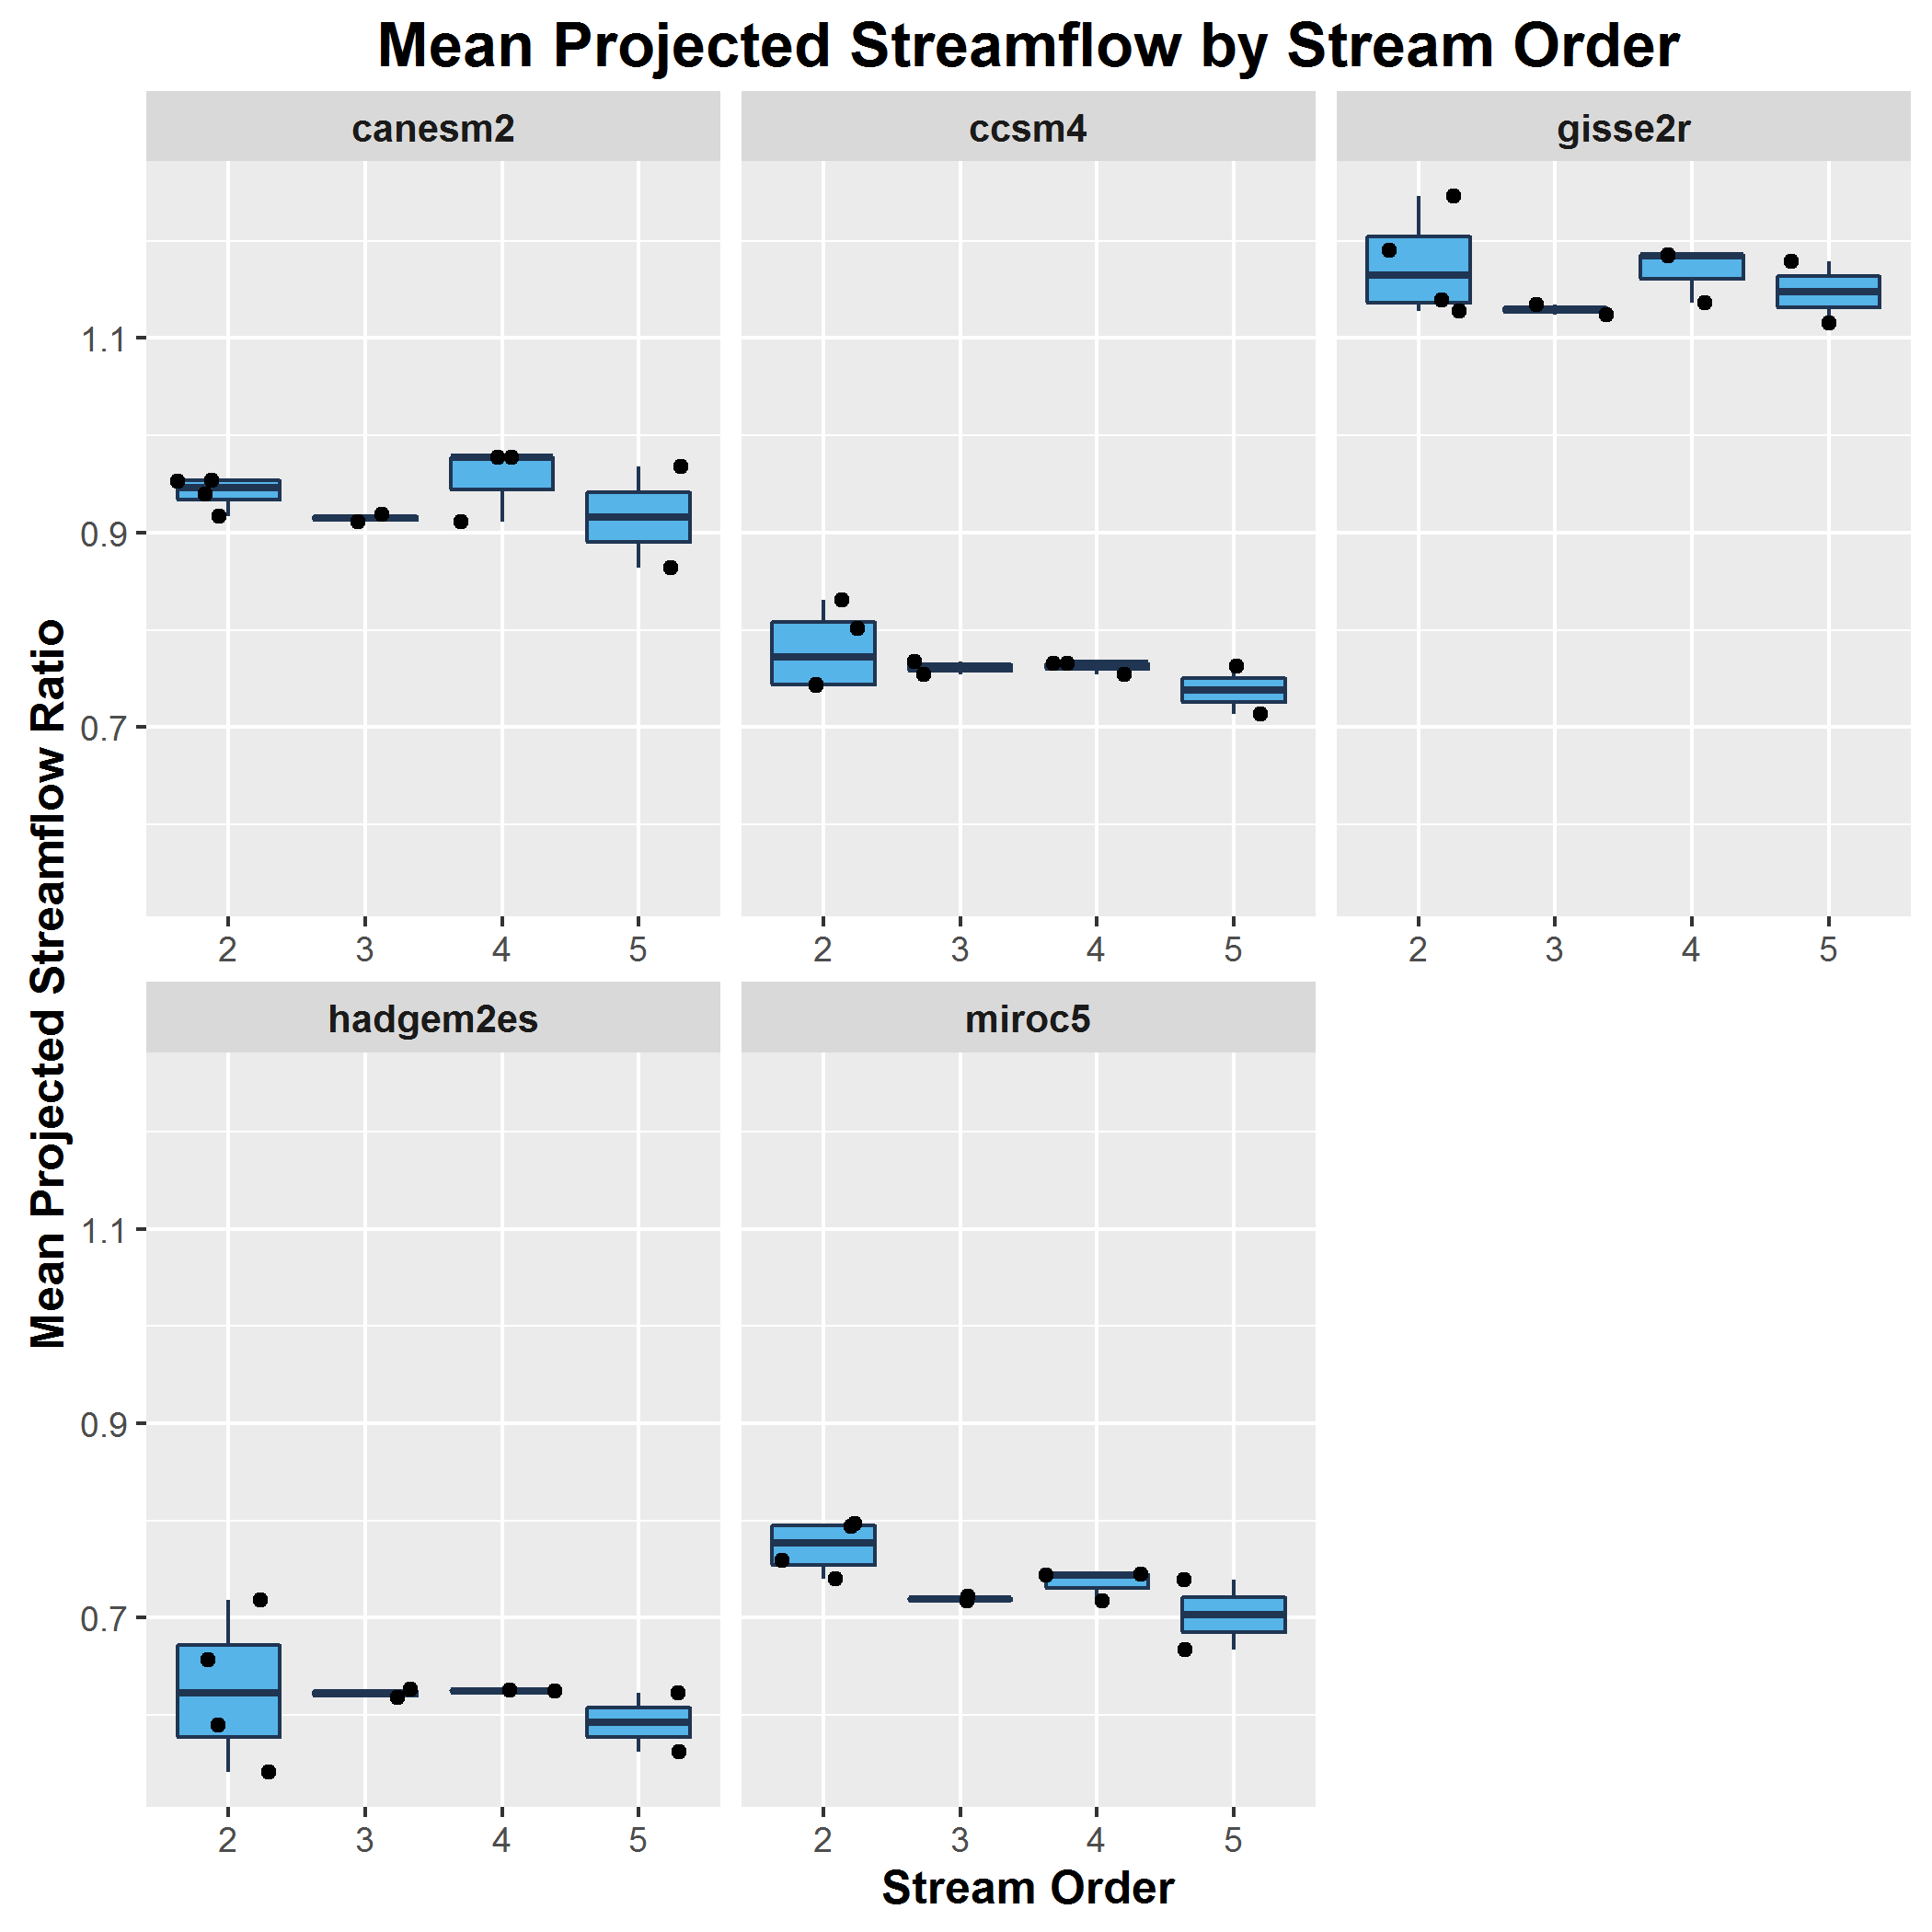 Mean Projected Streamflow by Stream Order
canesm2 ccsm4 gisse2r
1.1
0.9
0.7
2 3 4 5 2 3 4 5 2 3 4 5
Mean Projected Streamflow Ratio
hadgem2es miroc5
1.1
0.9
0.7
2 3 4 5 2 3 4 5
Stream Order